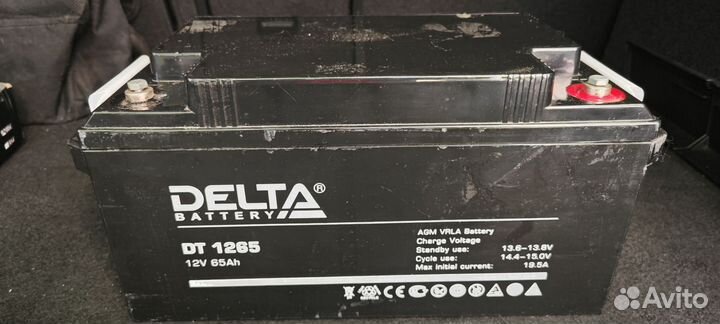 DELTA®
BATTERY
DT 1265
12V 65Ah
AGM VRLA Battery
Charge Voltage
Standby use: 13.6-13.8V
Cycle use: 14.4-15.0V
Max initial current: 19.5A
CE
Avito